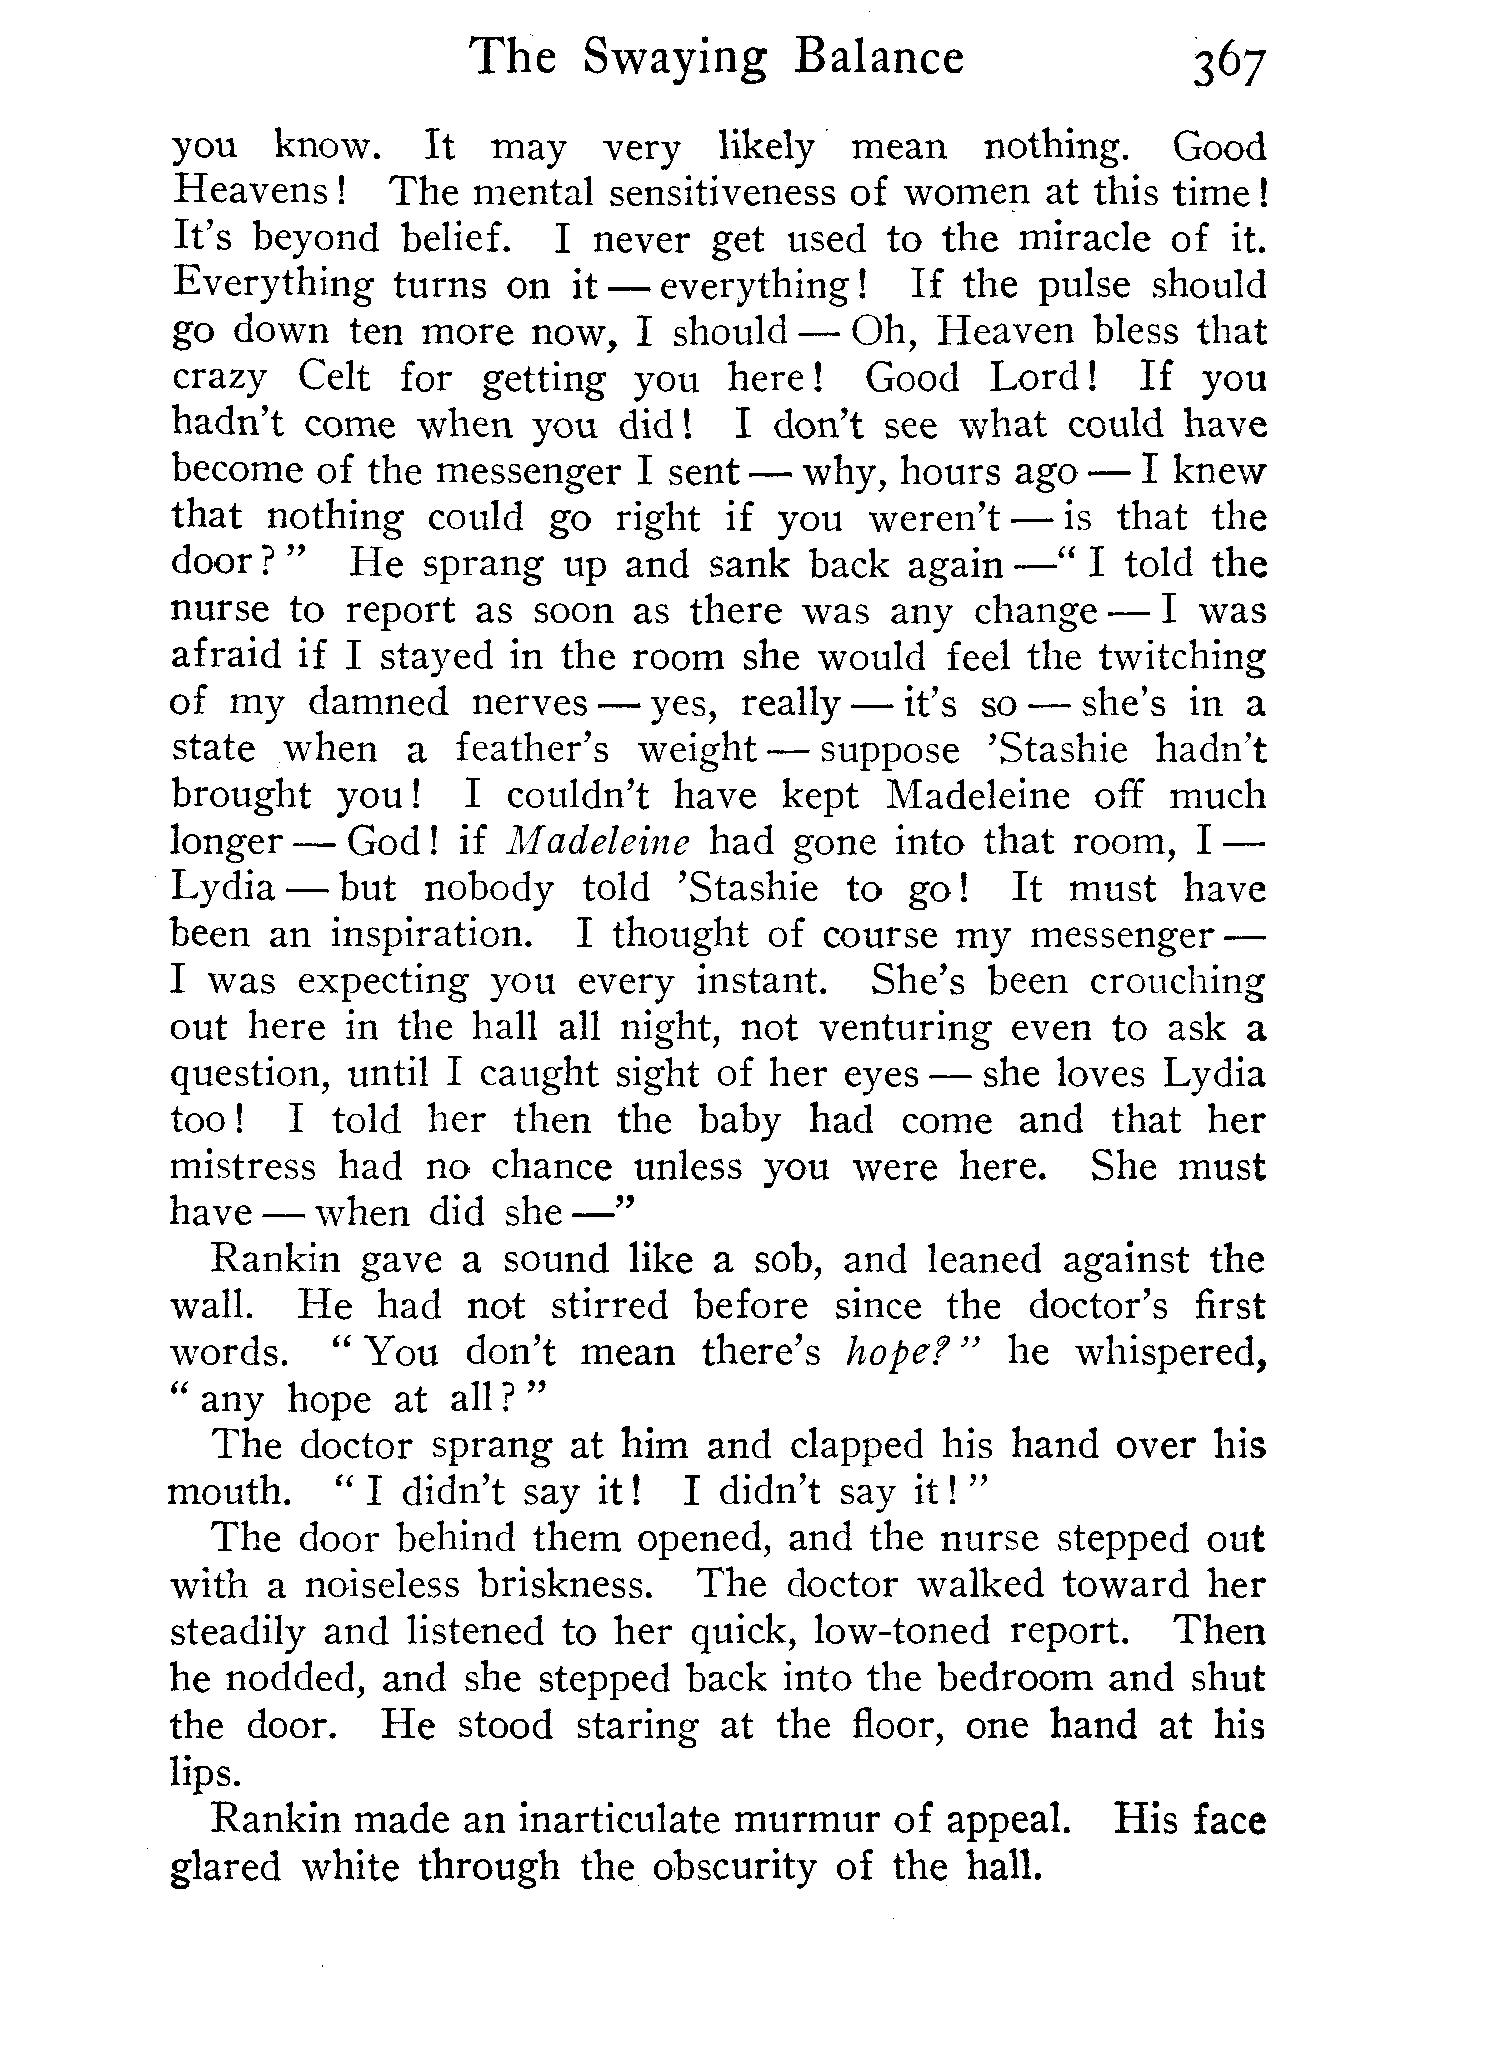 The Swaying Balance 367
you know. It may very likely mean nothing. Good
Heavens! The mental sensitiveness of women at this time!
It's beyond belief. I never get used to the miracle of it.
Everything turns on it — everything! If the pulse should
go down ten more now, I should — Oh, Heaven bless that
crazy Celt for getting you here! Good Lord! If you
hadn't come when you did! I don't see what could have
become of the messenger I sent — why, hours ago — I knew
that nothing could go right if you weren't — is that the
door?" He sprang up and sank back again —" I told the
nurse to report as soon as there was any change — I was
afraid if I stayed in the room she would feel the twitching
of my damned nerves — yes, really — it's so — she's in a
state when a feather's weight — suppose 'Stashie hadn't
brought you! I couldn't have kept Madeleine off much
longer — God! if Madeleine had gone into that room, I —
Lydia — but nobody told 'Stashie to go! It must have
been an inspiration. I thought of course my messenger —
I was expecting you every instant. She's been crouching
out here in the hall all night, not venturing even to ask a
question, until I caught sight of her eyes — she loves Lydia
too! I told her then the baby had come and that her
mistress had no chance unless you were here. She must
have — when did she —"
Rankin gave a sound like a sob, and leaned against the
wall. He had not stirred before since the doctor's first
words. "You don't mean there's hope?" he whispered,
"any hope at all?"
The doctor sprang at him and clapped his hand over his
mouth. "I didn't say it! I didn't say it!"
The door behind them opened, and the nurse stepped out
with a noiseless briskness. The doctor walked toward her
steadily and listened to her quick, low-toned report. Then
he nodded, and she stepped back into the bedroom and shut
the door. He stood staring at the floor, one hand at his
lips.
Rankin made an inarticulate murmur of appeal. His face
glared white through the obscurity of the hall.